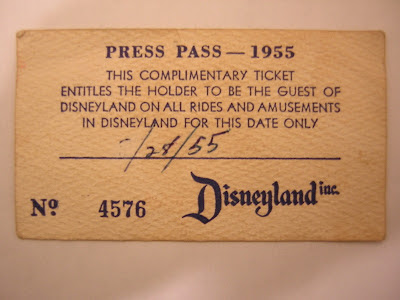 PRESS PASS — 1955
THIS COMPLIMENTARY TICKET
ENTITLES THE HOLDER TO BE THE GUEST OF
DISNEYLAND ON ALL RIDES AND AMUSEMENTS
IN DISNEYLAND FOR THIS DATE ONLY
/55
Disneyland inc.
Nº 4576